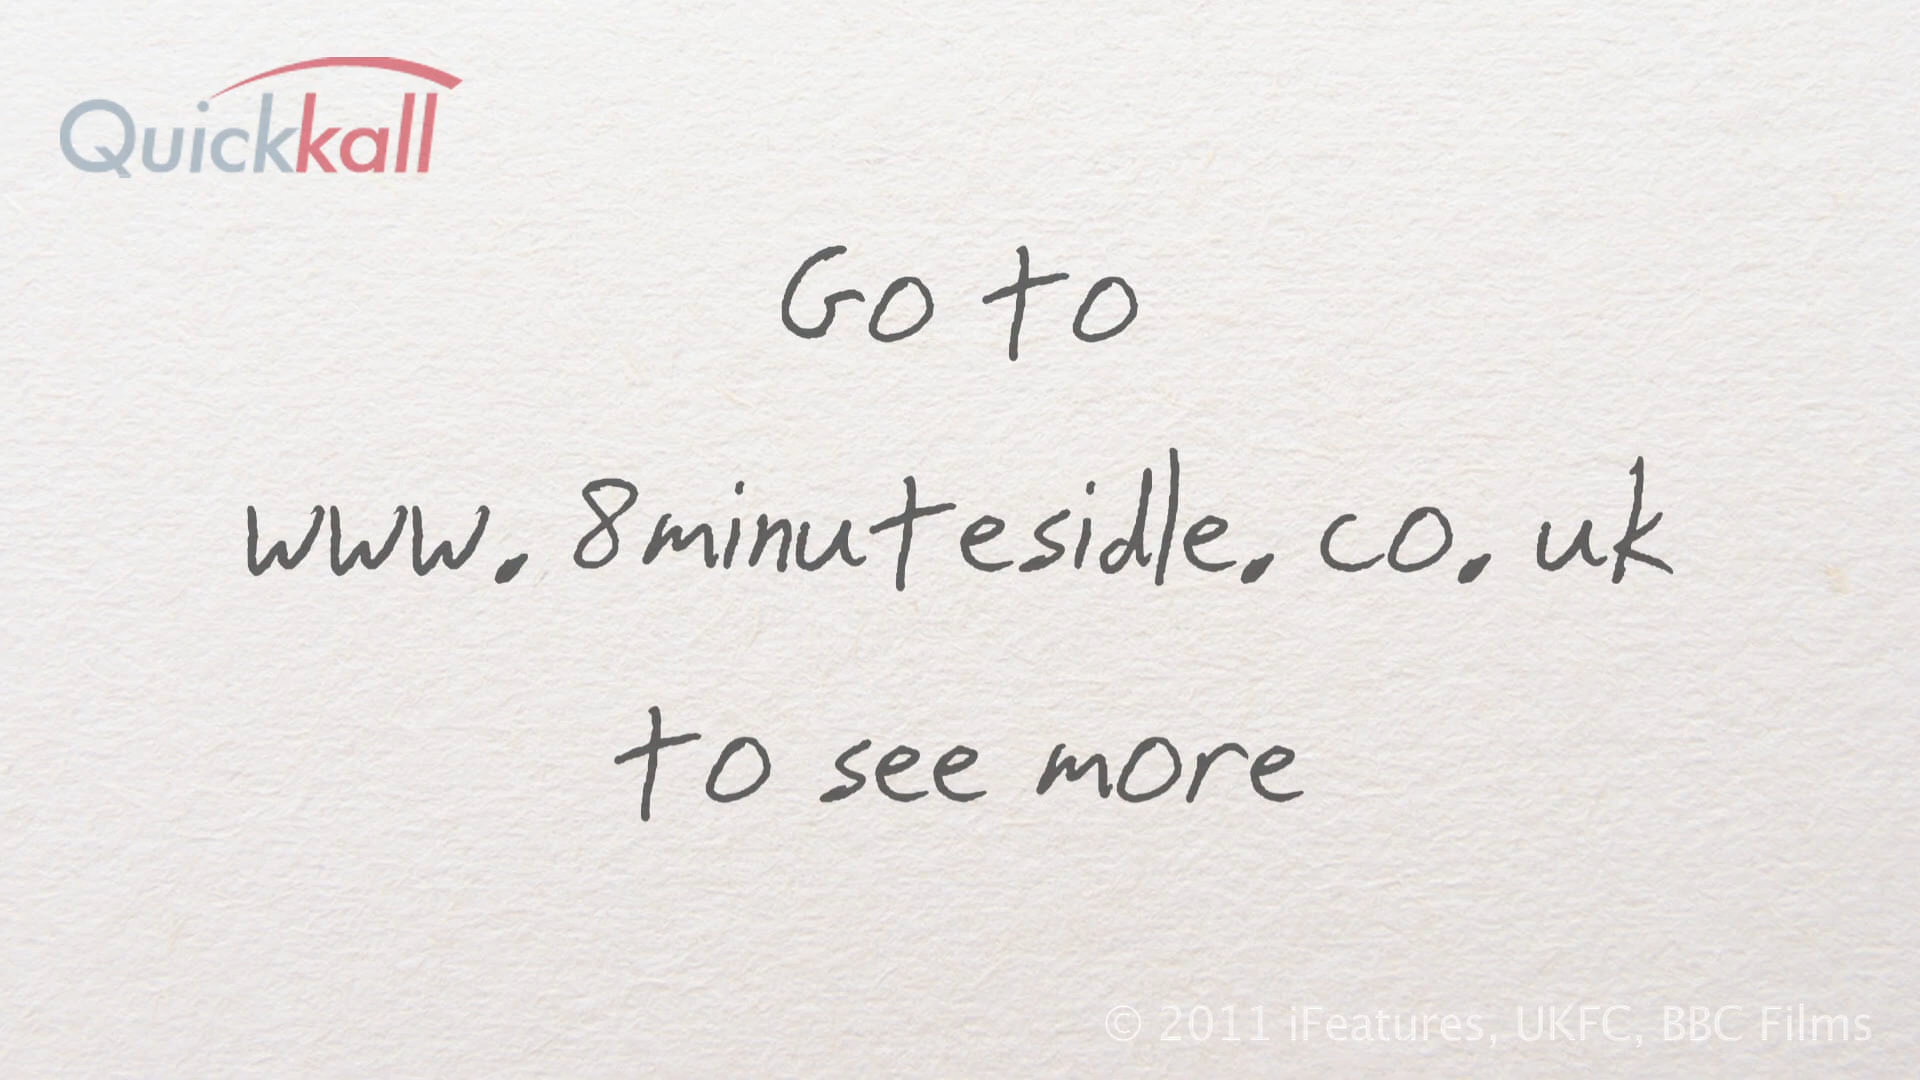 Quickkall
Go to
www.8minutesidle.co.uk
to see more
© 2011 iFeatures, UKFC, BBC Films